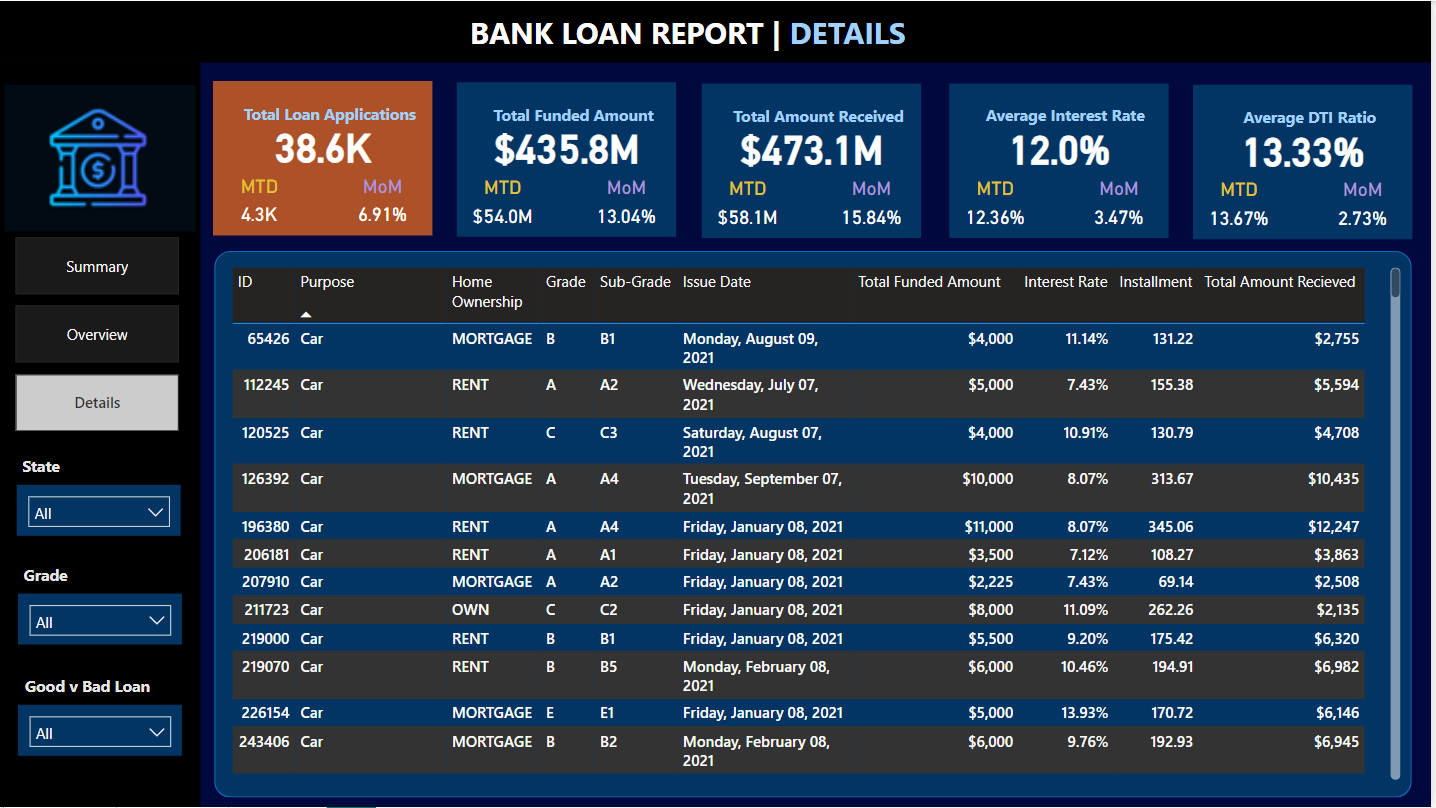 BANK LOAN REPORT | DETAILS
Total Loan Applications
38.6K
MTD MoM
4.3K 6.91%
Total Funded Amount
$435.8M
MTD MoM
$54.0M 13.04%
Total Amount Received
$473.1M
MTD MoM
$58.1M 15.84%
Average Interest Rate
12.0%
MTD MoM
12.36% 3.47%
Average DTI Ratio
13.33%
MTD MoM
13.67% 2.73%
$
Summary
Overview
Details
State
All
Grade
All
Good v Bad Loan
All
ID Purpose Home Grade Sub-Grade Issue Date Total Funded Amount Interest Rate Installment Total Amount Recieved
Ownership
65426 Car MORTGAGE B B1 Monday, August 09, $4,000 11.14% 131.22 $2,755
2021
112245 Car RENT A A2 Wednesday, July 07, $5,000 7.43% 155.38 $5,594
2021
120525 Car RENT C C3 Saturday, August 07, $4,000 10.91% 130.79 $4,708
2021
126392 Car MORTGAGE A A4 Tuesday, September 07, $10,000 8.07% 313.67 $10,435
2021
196380 Car RENT A A4 Friday, January 08, 2021 $11,000 8.07% 345.06 $12,247
206181 Car RENT A A1 Friday, January 08, 2021 $3,500 7.12% 108.27 $3,863
207910 Car MORTGAGE A A2 Friday, January 08, 2021 $2,225 7.43% 69.14 $2,508
211723 Car OWN C C2 Friday, January 08, 2021 $8,000 11.09% 262.26 $2,135
219000 Car RENT B B1 Friday, January 08, 2021 $5,500 9.20% 175.42 $6,320
219070 Car RENT B B5 Monday, February 08, $6,000 10.46% 194.91 $6,982
2021
226154 Car MORTGAGE E E1 Friday, January 08, 2021 $5,000 13.93% 170.72 $6,146
243406 Car MORTGAGE B B2 Monday, February 08, $6,000 9.76% 192.93 $6,945
2021